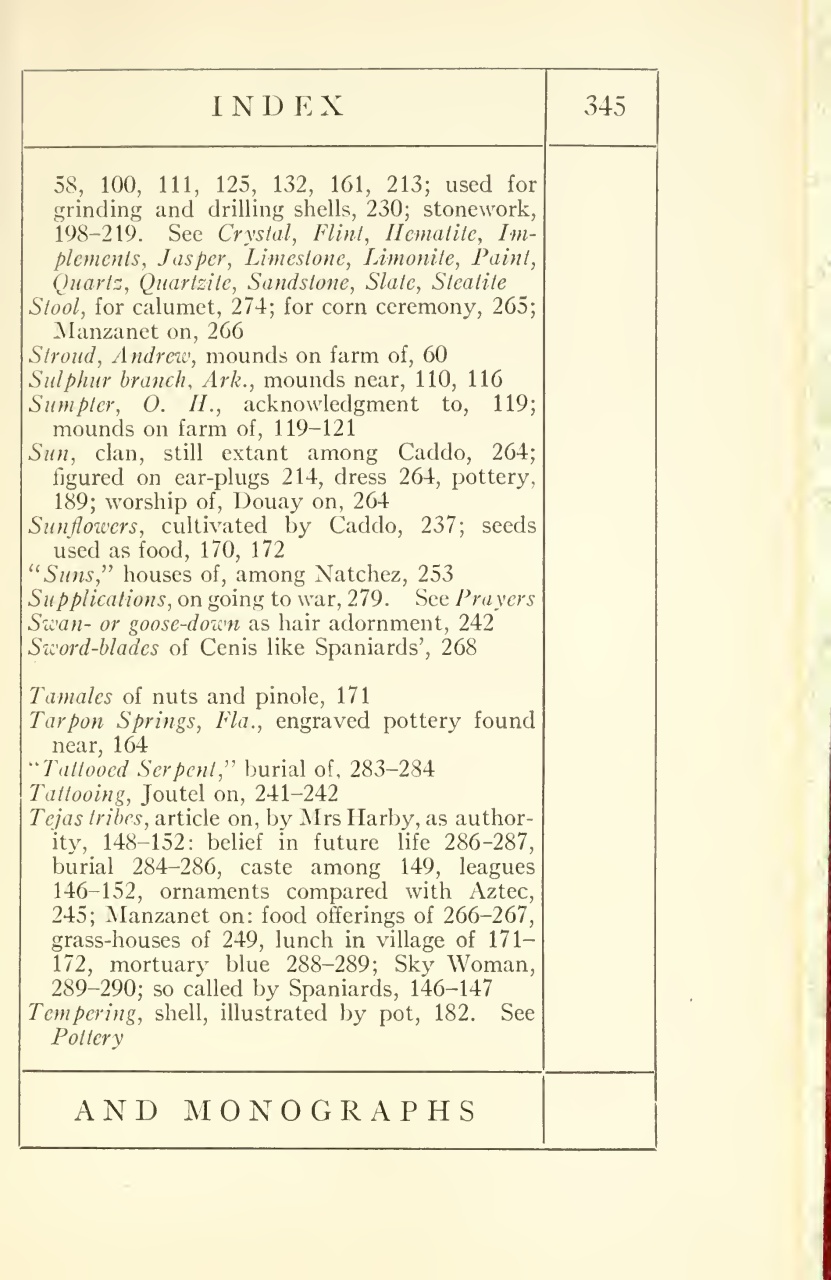 INDEX 345
58, 100, 111, 125, 132, 161, 213; used for
grinding and drilling shells, 230; stonework,
198–219. See Crystal, Flint, Hematite, Im-
plements, Jasper, Limestone, Limonite, Paint,
Quartz, Quartzite, Sandstone, Slate, Steatite
Stool, for calumet, 274; for corn ceremony, 265;
Manzanet on, 266
Stroud, Andrew, mounds on farm of, 60
Sulphur branch, Ark., mounds near, 110, 116
Sumpter, O. H., acknowledgment to, 119;
mounds on farm of, 119–121
Sun, clan, still extant among Caddo, 264;
figured on ear-plugs 214, dress 264, pottery,
189; worship of, Douay on, 264
Sunflowers, cultivated by Caddo, 237; seeds
used as food, 170, 172
“Suns,” houses of, among Natchez, 253
Supplications, on going to war, 279. See Prayers
Swan- or goose-down as hair adornment, 242
Sword-blades of Cenis like Spaniards’, 268
Tamales of nuts and pinole, 171
Tarpon Springs, Fla., engraved pottery found
near, 164
“Tattooed Serpent,” burial of, 283–284
Tattooing, Joutel on, 241–242
Tejas tribes, article on, by Mrs Harby, as author-
ity, 148–152: belief in future life 286–287,
burial 284–286, caste among 149, leagues
146–152, ornaments compared with Aztec,
245; Manzanet on: food offerings of 266–267,
grass-houses of 249, lunch in village of 171–
172, mortuary blue 288–289; Sky Woman,
289–290; so called by Spaniards, 146–147
Tempering, shell, illustrated by pot, 182. See
Pottery
AND MONOGRAPHS